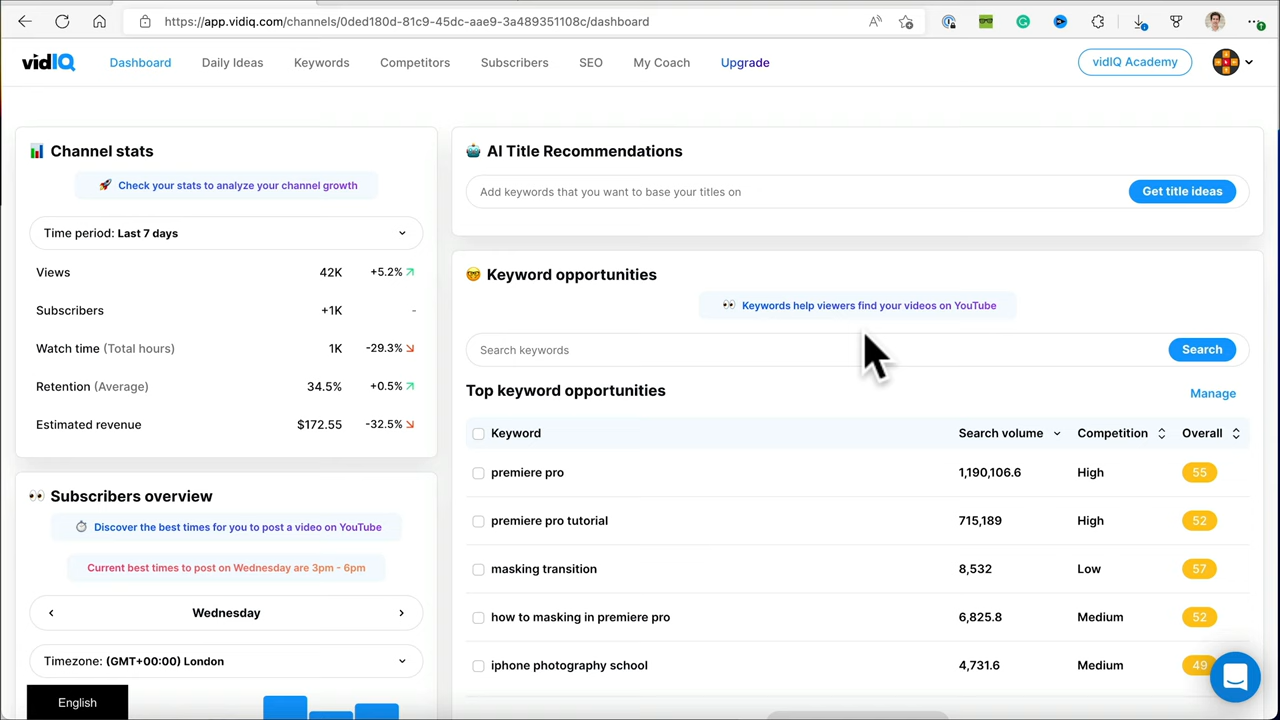 https://app.vidiq.com/channels/0ded180d-81c9-45dc-aae9-3a489351108c/dashboard
vidIQ
Dashboard
Daily Ideas
Keywords
Competitors
Subscribers
SEO
My Coach
Upgrade
vidIQ Academy
Channel stats
Check your stats to analyze your channel growth
Time period: Last 7 days
Views 42K +5.2%
Subscribers +1K -
Watch time (Total hours) 1K -29.3%
Retention (Average) 34.5% +0.5%
Estimated revenue $172.55 -32.5%
Subscribers overview
Discover the best times for you to post a video on YouTube
Current best times to post on Wednesday are 3pm - 6pm
Wednesday
Timezone: (GMT+00:00) London
English
AI Title Recommendations
Add keywords that you want to base your titles on
Get title ideas
Keyword opportunities
Keywords help viewers find your videos on YouTube
Search keywords
Search
Top keyword opportunities
Manage
Keyword Search volume Competition Overall
premiere pro 1,190,106.6 High 55
premiere pro tutorial 715,189 High 52
masking transition 8,532 Low 57
how to masking in premiere pro 6,825.8 Medium 52
iphone photography school 4,731.6 Medium 49